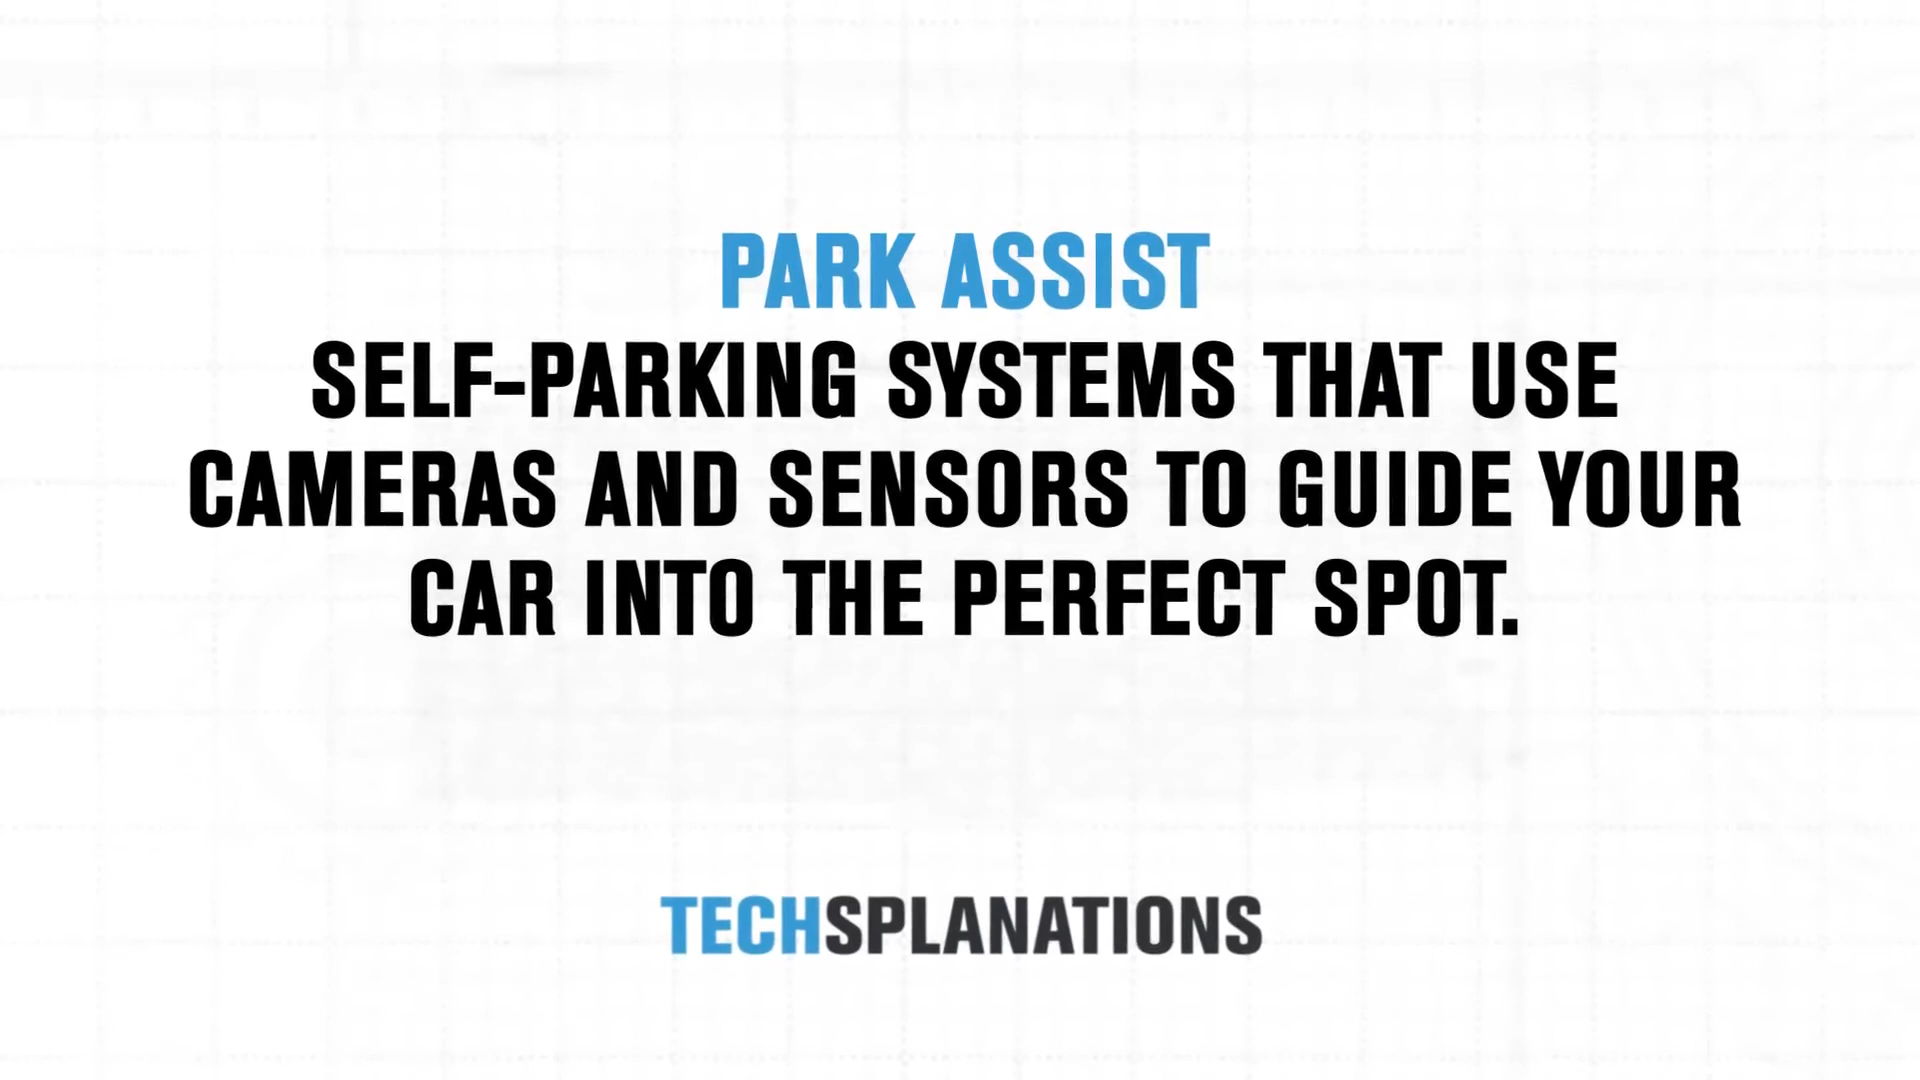 PARK ASSIST
SELF-PARKING SYSTEMS THAT USE
CAMERAS AND SENSORS TO GUIDE YOUR
CAR INTO THE PERFECT SPOT.
TECHSPLANATIONS